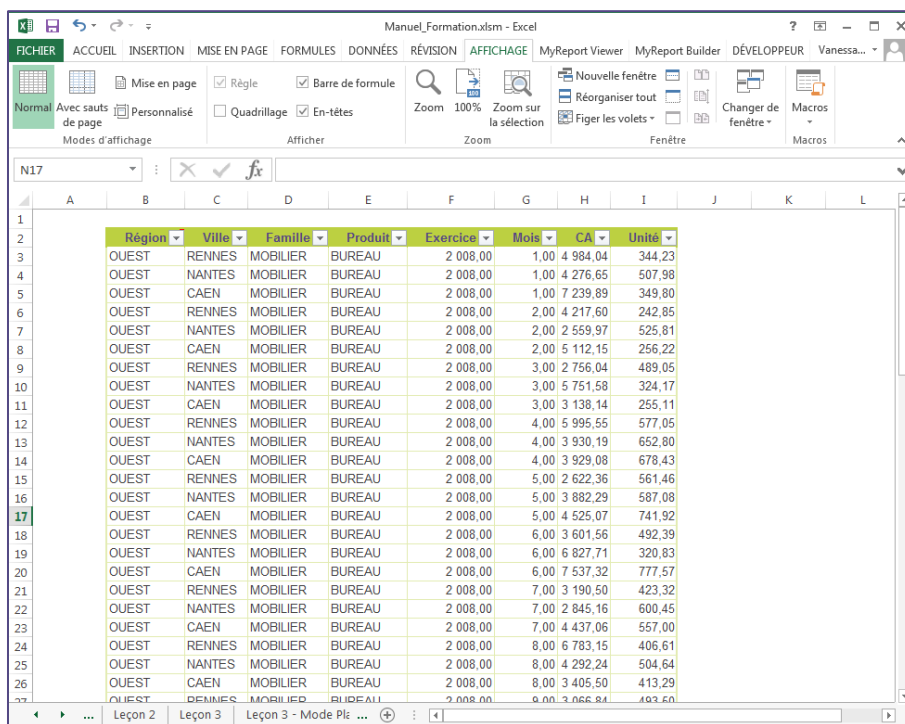 Manuel_Formation.xlsm - Excel
FICHIER ACCUEIL INSERTION MISE EN PAGE FORMULES DONNÉES RÉVISION AFFICHAGE MyReport Viewer MyReport Builder DÉVELOPPEUR Vanessa...
Normal Avec sauts de page Mise en page Personnalisé
Modes d'affichage
Règle Barre de formule
Quadrillage En-têtes
Afficher
Zoom 100% Zoom sur la sélection
Zoom
Nouvelle fenêtre
Réorganiser tout
Figer les volets
Changer de fenêtre
Fenêtre
Macros
Macros
N17 fx
A B C D E F G H I J K L
1
2 Région Ville Famille Produit Exercice Mois CA Unité
3 OUEST RENNES MOBILIER BUREAU 2 008,00 1,00 4 984,04 344,23
4 OUEST NANTES MOBILIER BUREAU 2 008,00 1,00 4 276,65 507,98
5 OUEST CAEN MOBILIER BUREAU 2 008,00 1,00 7 239,89 349,80
6 OUEST RENNES MOBILIER BUREAU 2 008,00 2,00 4 217,60 242,85
7 OUEST NANTES MOBILIER BUREAU 2 008,00 2,00 2 559,97 525,81
8 OUEST CAEN MOBILIER BUREAU 2 008,00 2,00 5 112,15 256,22
9 OUEST RENNES MOBILIER BUREAU 2 008,00 3,00 2 756,04 489,05
10 OUEST NANTES MOBILIER BUREAU 2 008,00 3,00 5 751,58 324,17
11 OUEST CAEN MOBILIER BUREAU 2 008,00 3,00 3 138,14 255,11
12 OUEST RENNES MOBILIER BUREAU 2 008,00 4,00 5 995,55 577,05
13 OUEST NANTES MOBILIER BUREAU 2 008,00 4,00 3 930,19 652,80
14 OUEST CAEN MOBILIER BUREAU 2 008,00 4,00 3 929,08 678,43
15 OUEST RENNES MOBILIER BUREAU 2 008,00 5,00 2 622,36 561,46
16 OUEST NANTES MOBILIER BUREAU 2 008,00 5,00 3 882,29 587,08
17 OUEST CAEN MOBILIER BUREAU 2 008,00 5,00 4 525,07 741,92
18 OUEST RENNES MOBILIER BUREAU 2 008,00 6,00 3 601,56 492,39
19 OUEST NANTES MOBILIER BUREAU 2 008,00 6,00 6 827,71 320,83
20 OUEST CAEN MOBILIER BUREAU 2 008,00 6,00 7 537,32 777,57
21 OUEST RENNES MOBILIER BUREAU 2 008,00 7,00 3 190,50 423,32
22 OUEST NANTES MOBILIER BUREAU 2 008,00 7,00 2 845,16 600,45
23 OUEST CAEN MOBILIER BUREAU 2 008,00 7,00 4 437,06 557,00
24 OUEST RENNES MOBILIER BUREAU 2 008,00 8,00 6 783,15 406,61
25 OUEST NANTES MOBILIER BUREAU 2 008,00 8,00 4 292,24 504,64
26 OUEST CAEN MOBILIER BUREAU 2 008,00 8,00 3 405,50 413,29
27 OUEST RENNES MOBILIER BUREAU 2 008,00 9,00 3 066,84 493,60
... Leçon 2 Leçon 3 Leçon 3 - Mode Pla ...